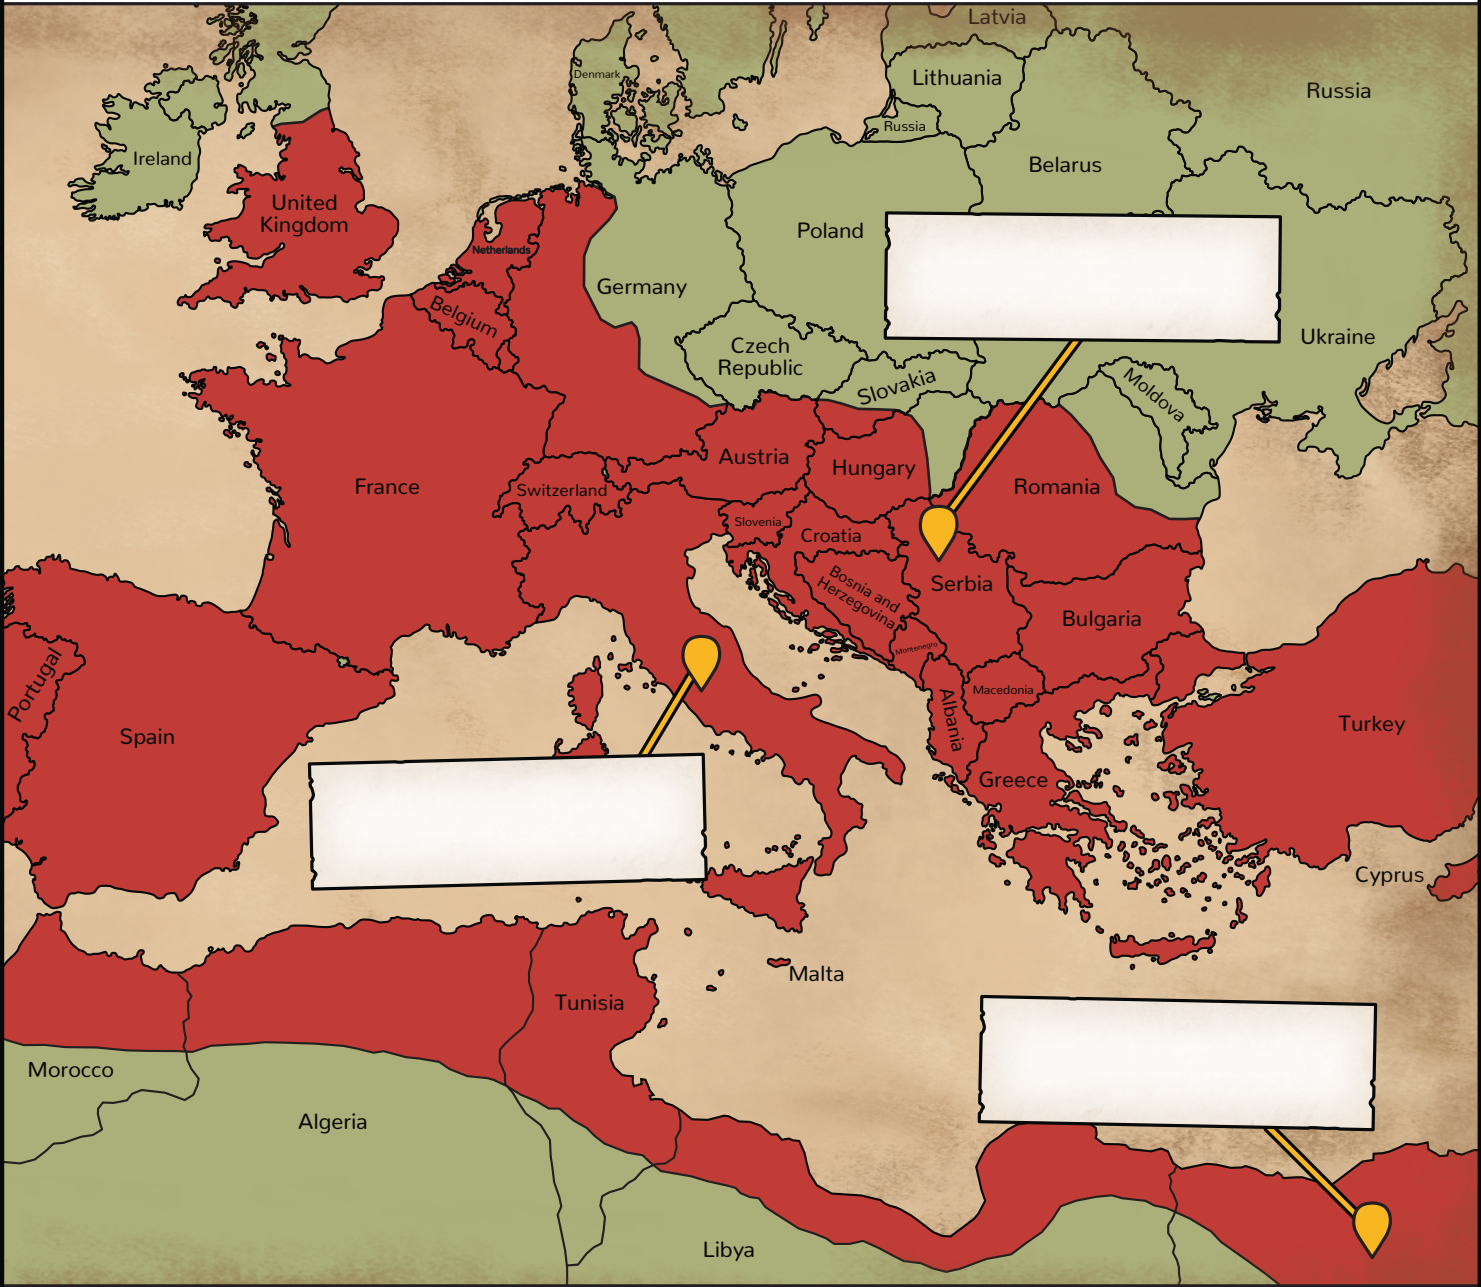 Latvia
Denmark
Lithuania
Russia
Russia
Ireland
Belarus
United
Kingdom
Poland
Netherlands
Germany
Belgium
Ukraine
Czech
Republic
Slovakia
Moldova
Austria
Hungary
France
Switzerland
Romania
Slovenia
Croatia
Serbia
Bosnia and
Herzegovina
Bulgaria
Montenegro
Portugal
Macedonia
Albania
Spain
Turkey
Greece
Cyprus
Malta
Tunisia
Morocco
Algeria
Libya